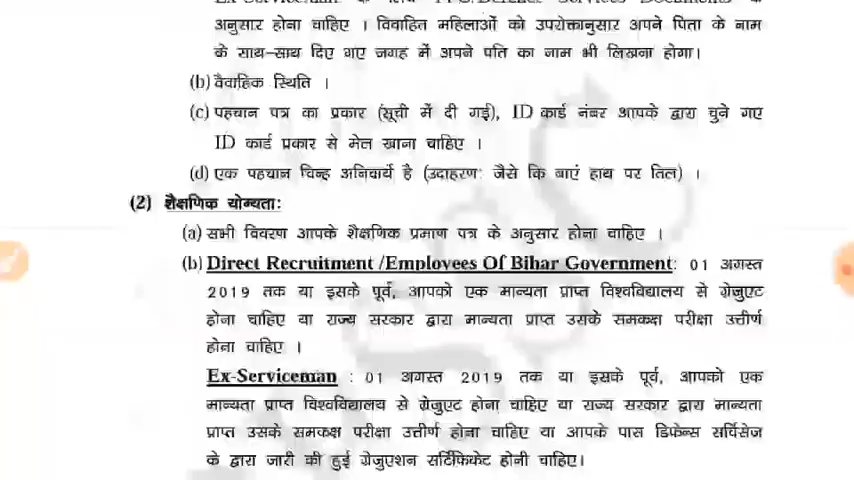 अनुसार होना चाहिए । विवाहित महिलाओं को उपरोक्तानुसार अपने पिता के नाम
के साथ-साथ दिए गए जगह में अपने पति का नाम भी लिखना होगा।
(b) वैवाहिक स्थिति ।
(c) पहचान पत्र का प्रकार (सूची में दी गई), ID कार्ड नंबर आपके द्वारा चुने गए
ID कार्ड प्रकार से मेल खाना चाहिए ।
(d) एक पहचान चिन्ह अनिवार्य है (उदाहरण: जैसे कि बाएं हाथ पर तिल) ।
(2) शैक्षणिक योग्यता:
(a) सभी विवरण आपके शैक्षणिक प्रमाण पत्र के अनुसार होना चाहिए ।
(b) Direct Recruitment /Employees Of Bihar Government: 01 अगस्त
2019 तक या इसके पूर्व, आपको एक मान्यता प्राप्त विश्वबिद्यालय से ग्रेजुएट
होना चाहिए या राज्य सरकार द्वारा मान्यता प्राप्त उसके समकक्ष परीक्षा उत्तीर्ण
होना चाहिए ।
Ex-Serviceman : 01 अगस्त 2019 तक या इसके पूर्व, आपको एक
मान्यता प्राप्त विश्वविद्यालय से ग्रेजुएट होना चाहिए या राज्य सरकार द्वारा मान्यता
प्राप्त उसके समकक्ष परीक्षा उत्तीर्ण होना चाहिए या आपके पास डिफेन्स सर्विसेज
के द्वारा जारी की हुई ग्रेजुएशन सर्टिफिकेट होनी चाहिए।